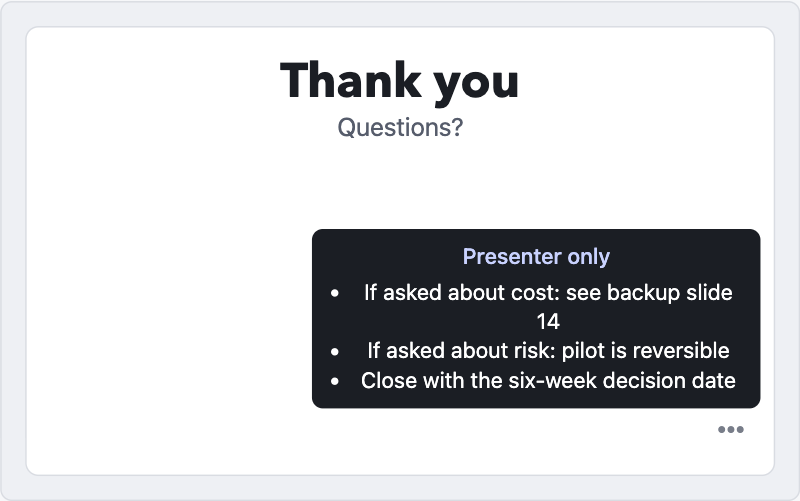 Thank you
Questions?
Presenter only
• If asked about cost: see backup slide
14
• If asked about risk: pilot is reversible
• Close with the six-week decision date
•••